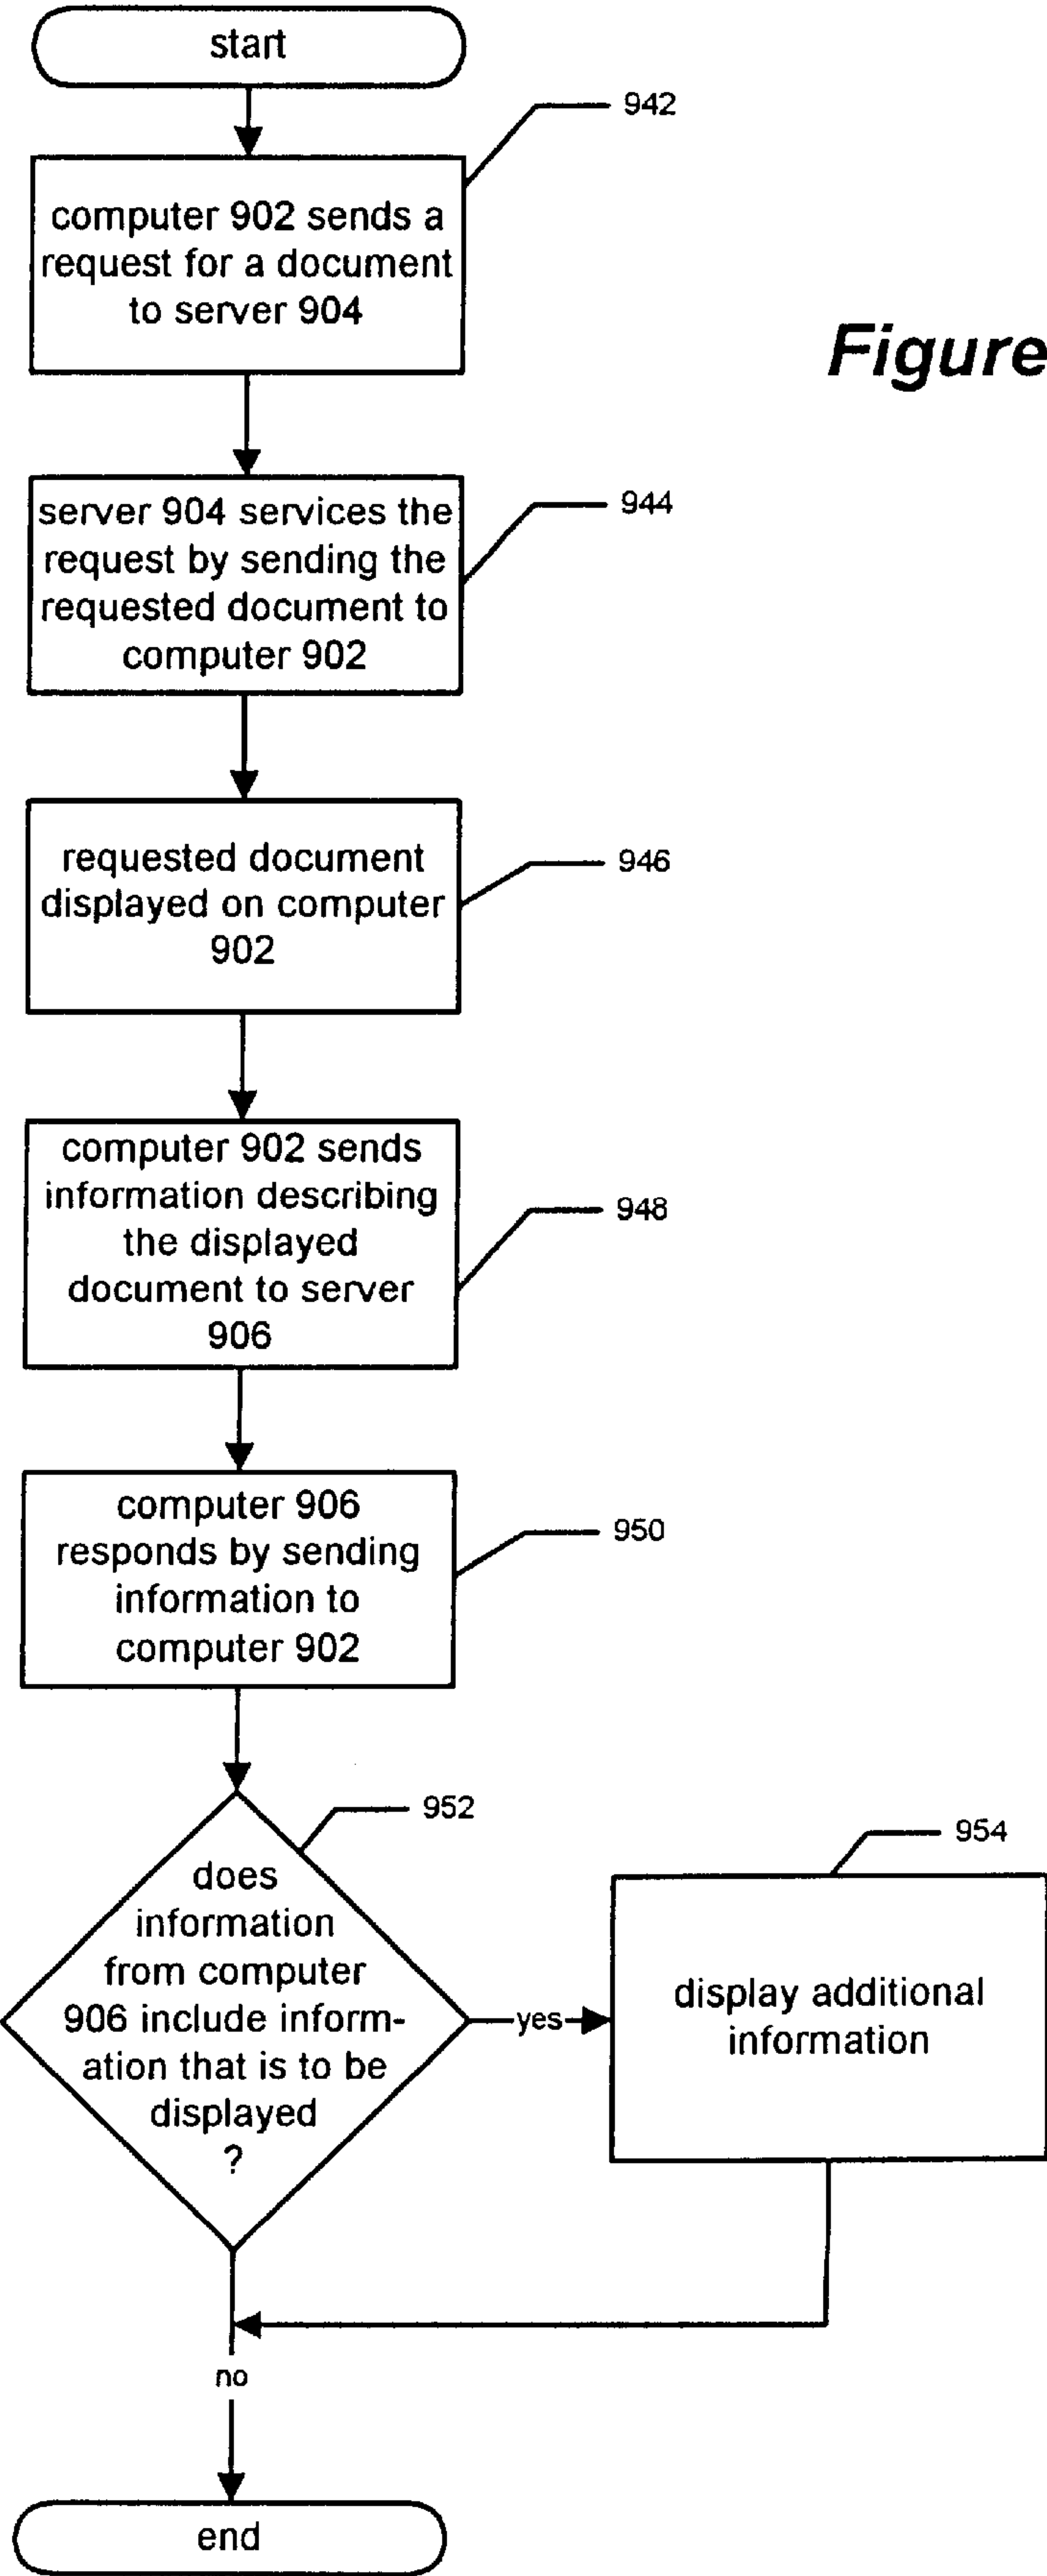 start
942
computer 902 sends a
request for a document
to server 904
Figure
944
server 904 services the
request by sending the
requested document to
computer 902
946
requested document
displayed on computer
902
948
computer 902 sends
information describing
the displayed
document to server
906
950
computer 906
responds by sending
information to
computer 902
952
does
information
from computer
906 include inform-
ation that is to be
displayed
?
yes
954
display additional
information
no
end